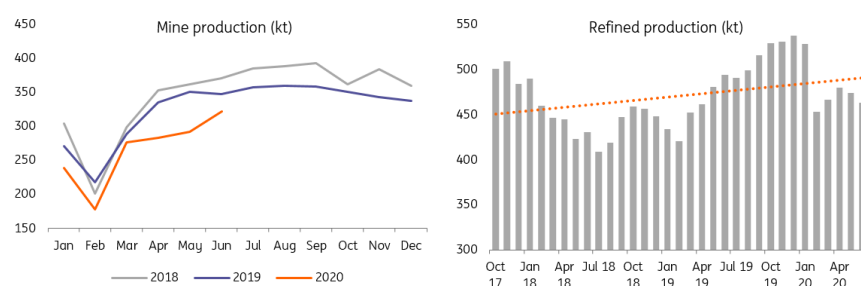 Mine production (kt)
450
400
350
300
250
200
150
Jan Feb Mar Apr May Jun Jul Aug Sep Oct Nov Dec
2018 2019 2020
Refined production (kt)
550
500
450
400
350
300
Oct Jan Apr Jul 18 Oct Jan Apr Jul 19 Oct Jan Apr
17 18 18 18 19 19 19 20 20